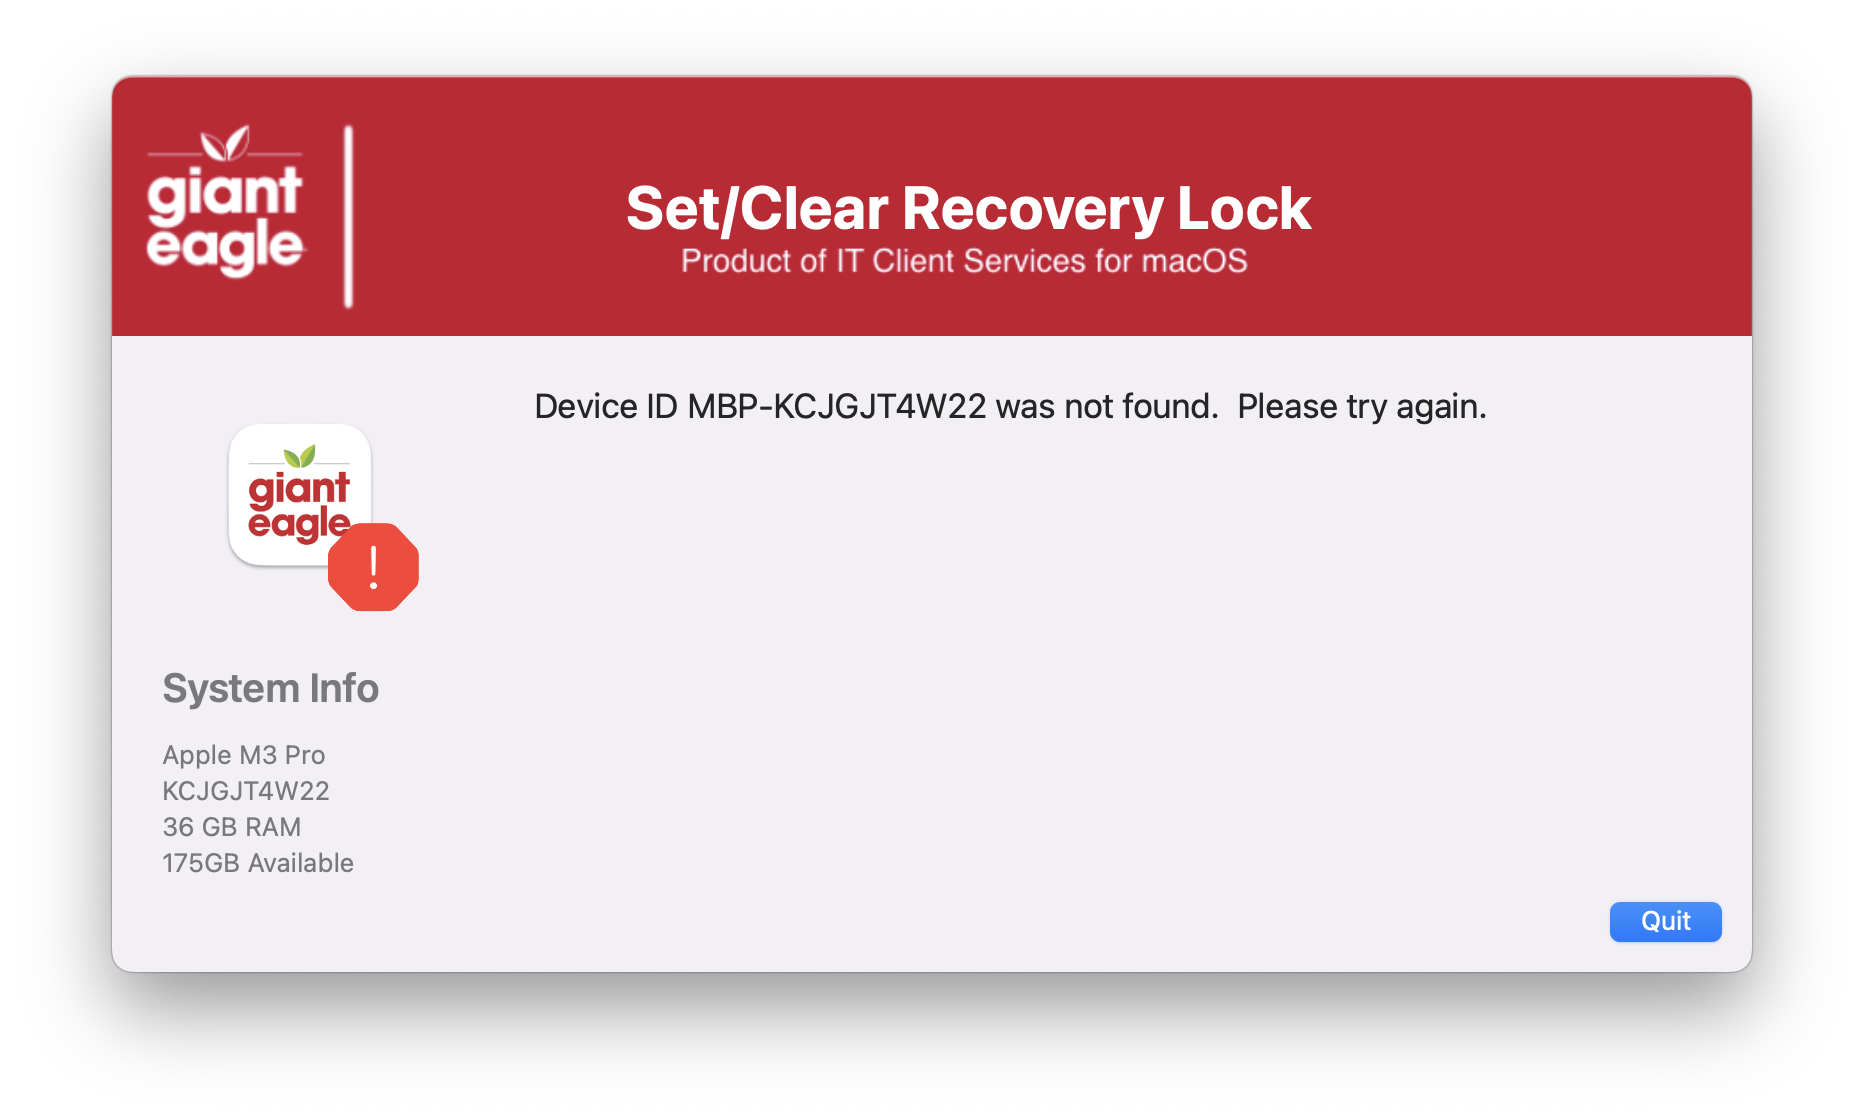 giant
eagle
Set/Clear Recovery Lock
Product of IT Client Services for macOS
Device ID MBP-KCJGJT4W22 was not found.  Please try again.
giant
eagle
!
System Info
Apple M3 Pro
KCJGJT4W22
36 GB RAM
175GB Available
Quit